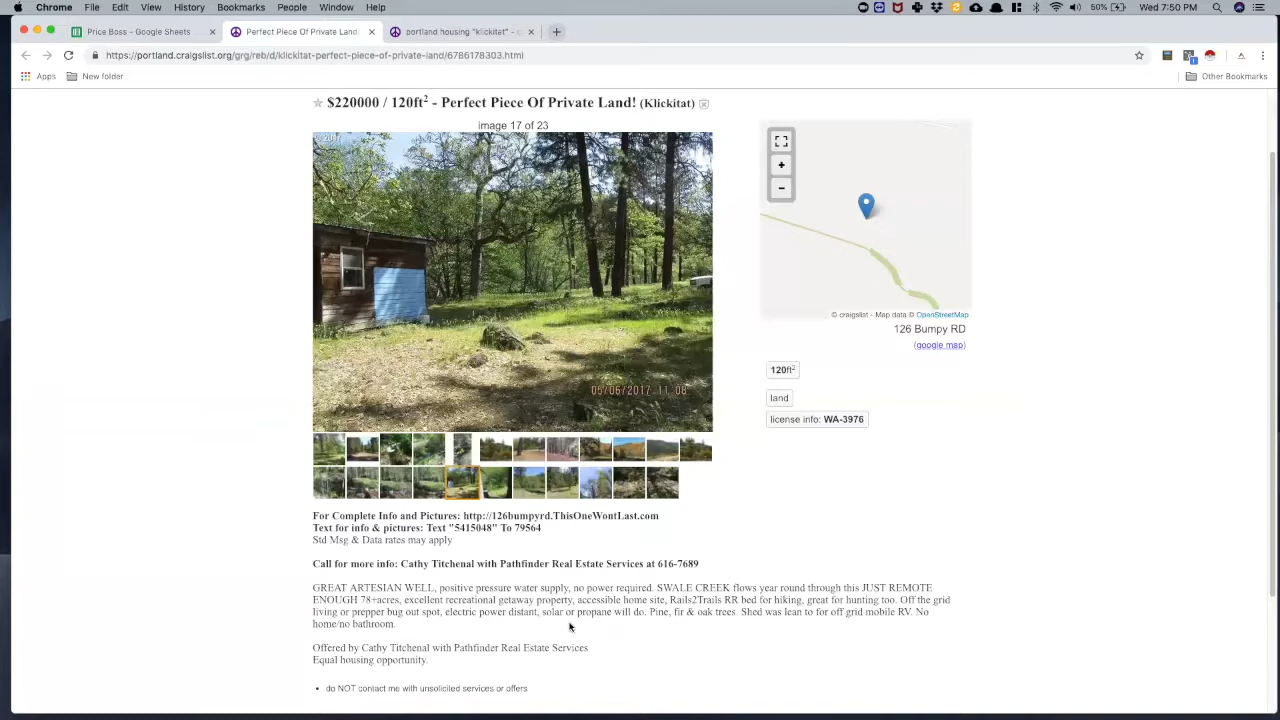 Chrome File Edit View History Bookmarks People Window Help 50% Wed 7:50 PM
Price Boss - Google Sheets
Perfect Piece Of Private Land
portland housing "klickitat" - c
https://portland.craigslist.org/grg/reb/d/klickitat-perfect-piece-of-private-land/6786178303.html
Apps New folder Other Bookmarks
$220000 / 120ft2 - Perfect Piece Of Private Land! (Klickitat)
image 17 of 23
05/06/2017 11:08
+
−
© craigslist - Map data © OpenStreetMap
126 Bumpy RD
(google map)
120ft2
land
license info: WA-3976
For Complete Info and Pictures: http://126bumpyrd.ThisOneWontLast.com
Text for info & pictures: Text "5415048" To 79564
Std Msg & Data rates may apply
Call for more info: Cathy Titchenal with Pathfinder Real Estate Services at 616-7689
GREAT ARTESIAN WELL, positive pressure water supply, no power required. SWALE CREEK flows year round through this JUST REMOTE
ENOUGH 78+acres, excellent recreational getaway property, accessible home site, Rails2Trails RR bed for hiking, great for hunting too. Off the grid
living or prepper bug out spot, electric power distant, solar or propane will do. Pine, fir & oak trees. Shed was lean to for off grid mobile RV. No
home/no bathroom.
Offered by Cathy Titchenal with Pathfinder Real Estate Services
Equal housing opportunity.
• do NOT contact me with unsolicited services or offers